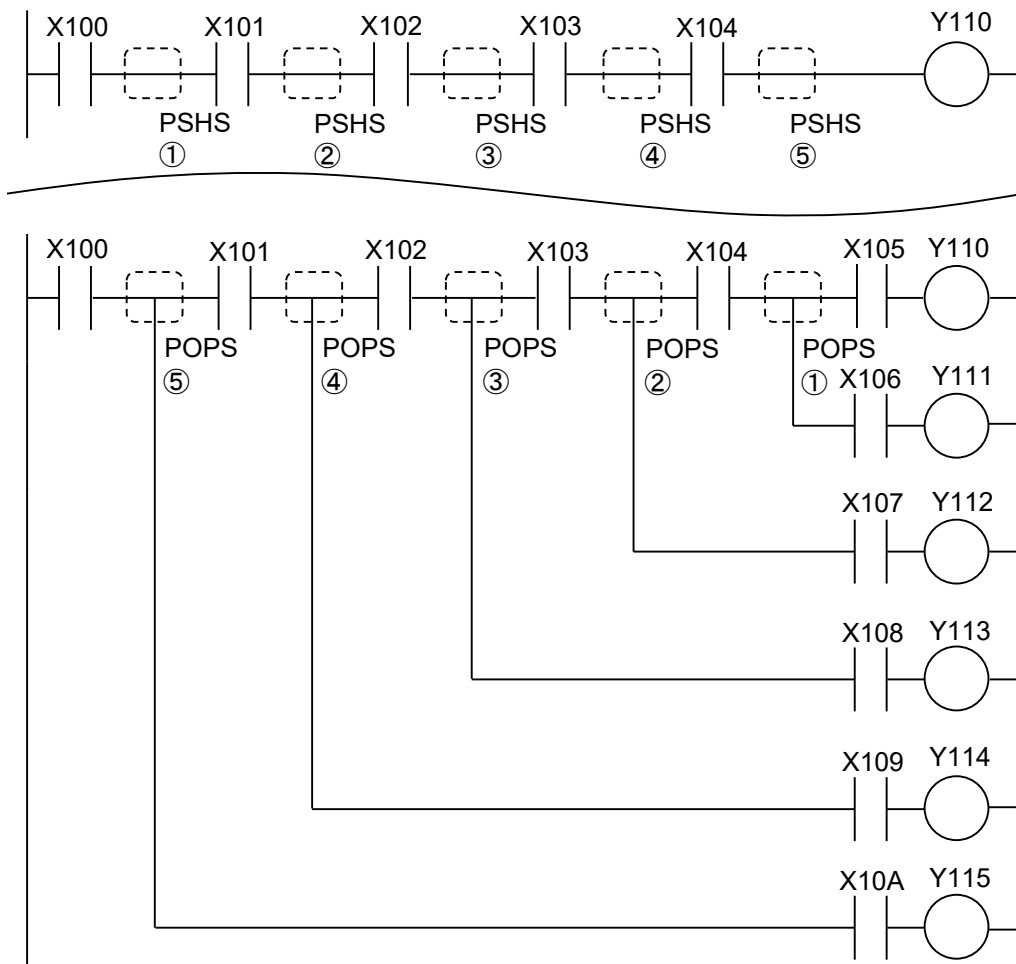 X100 X101 X102 X103 X104 Y110
PSHS PSHS PSHS PSHS PSHS
① ② ③ ④ ⑤
X100 X101 X102 X103 X104 X105 Y110
POPS POPS POPS POPS POPS
⑤ ④ ③ ② ① X106 Y111
X107 Y112
X108 Y113
X109 Y114
X10A Y115